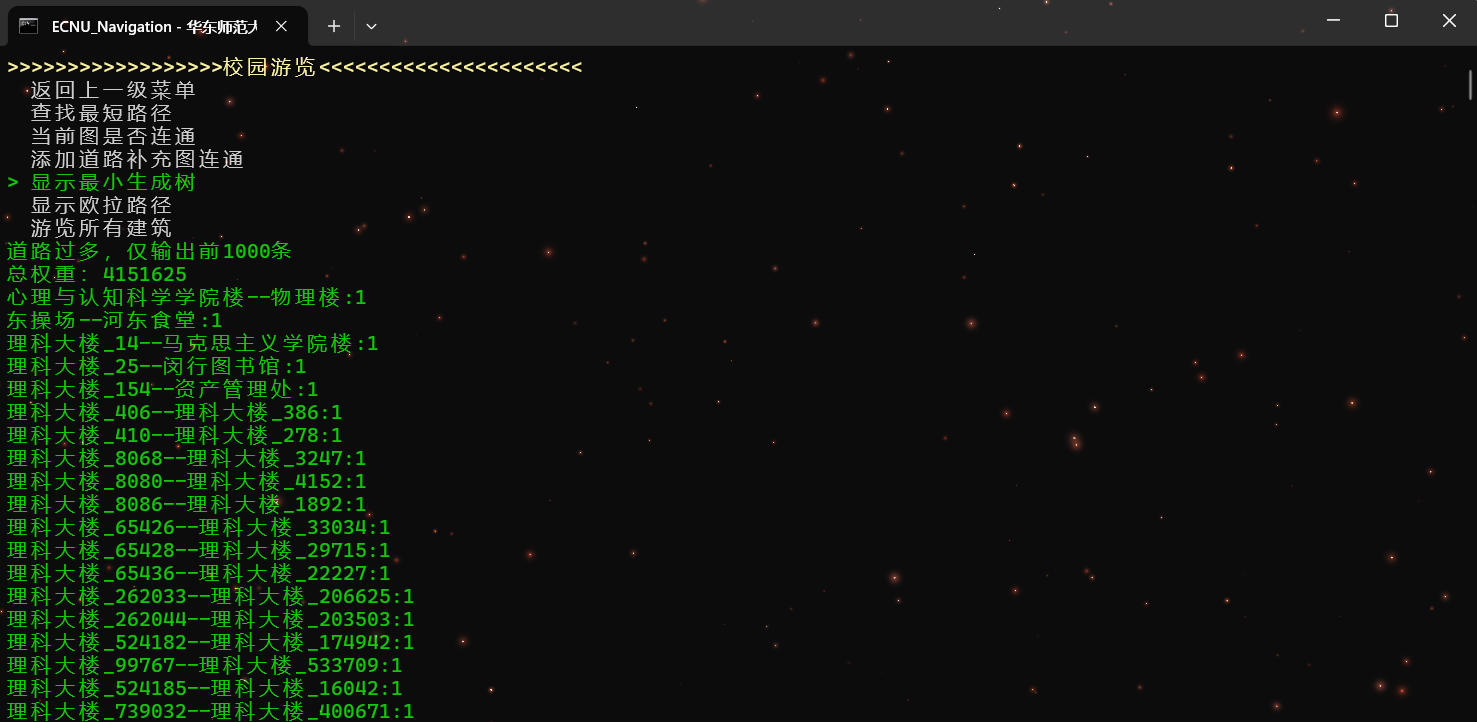 ECNU_Navigation - 华东师范大
>>>>>>>>>>>>>>>>>>校园游览<<<<<<<<<<<<<<<<<<<<<<
返回上一级菜单
查找最短路径
当前图是否连通
添加道路补充图连通
> 显示最小生成树
显示欧拉路径
游览所有建筑
道路过多, 仅输出前1000条
总权重: 4151625
心理与认知科学学院楼--物理楼:1
东操场--河东食堂:1
理科大楼_14--马克思主义学院楼:1
理科大楼_25--闵行图书馆:1
理科大楼_154--资产管理处:1
理科大楼_406--理科大楼_386:1
理科大楼_410--理科大楼_278:1
理科大楼_8068--理科大楼_3247:1
理科大楼_8080--理科大楼_4152:1
理科大楼_8086--理科大楼_1892:1
理科大楼_65426--理科大楼_33034:1
理科大楼_65428--理科大楼_29715:1
理科大楼_65436--理科大楼_22227:1
理科大楼_262033--理科大楼_206625:1
理科大楼_262044--理科大楼_203503:1
理科大楼_524182--理科大楼_174942:1
理科大楼_99767--理科大楼_533709:1
理科大楼_524185--理科大楼_16042:1
理科大楼_739032--理科大楼_400671:1